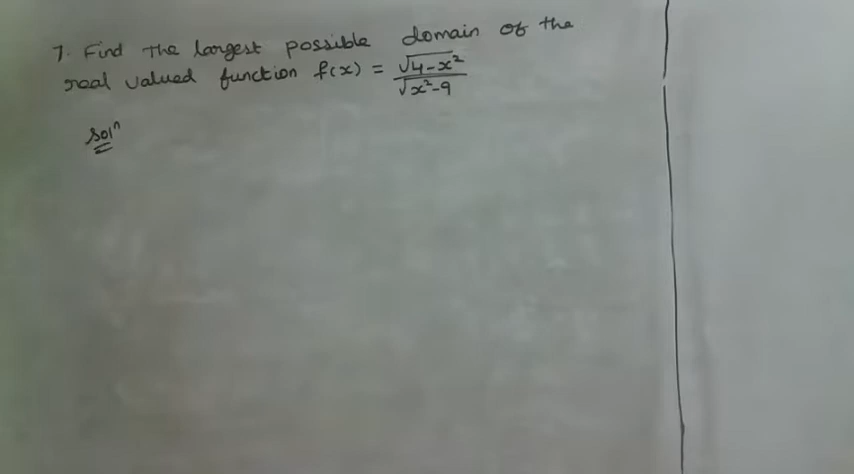 7. Find the largest possible domain of the
real valued function f(x) = √4-x² / √x²-9
Solⁿ